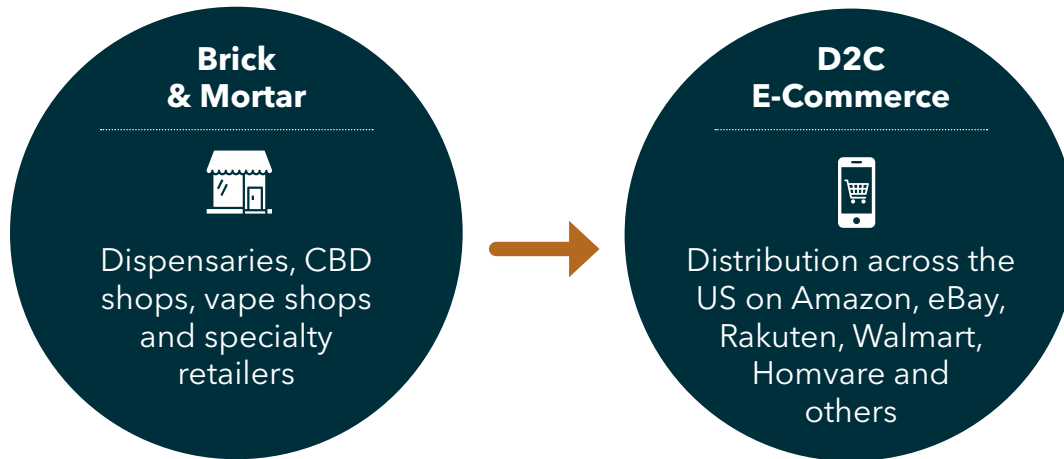 Brick
& Mortar
Dispensaries, CBD
shops, vape shops
and specialty
retailers
D2C
E-Commerce
Distribution across the
US on Amazon, eBay,
Rakuten, Walmart,
Homvare and
others